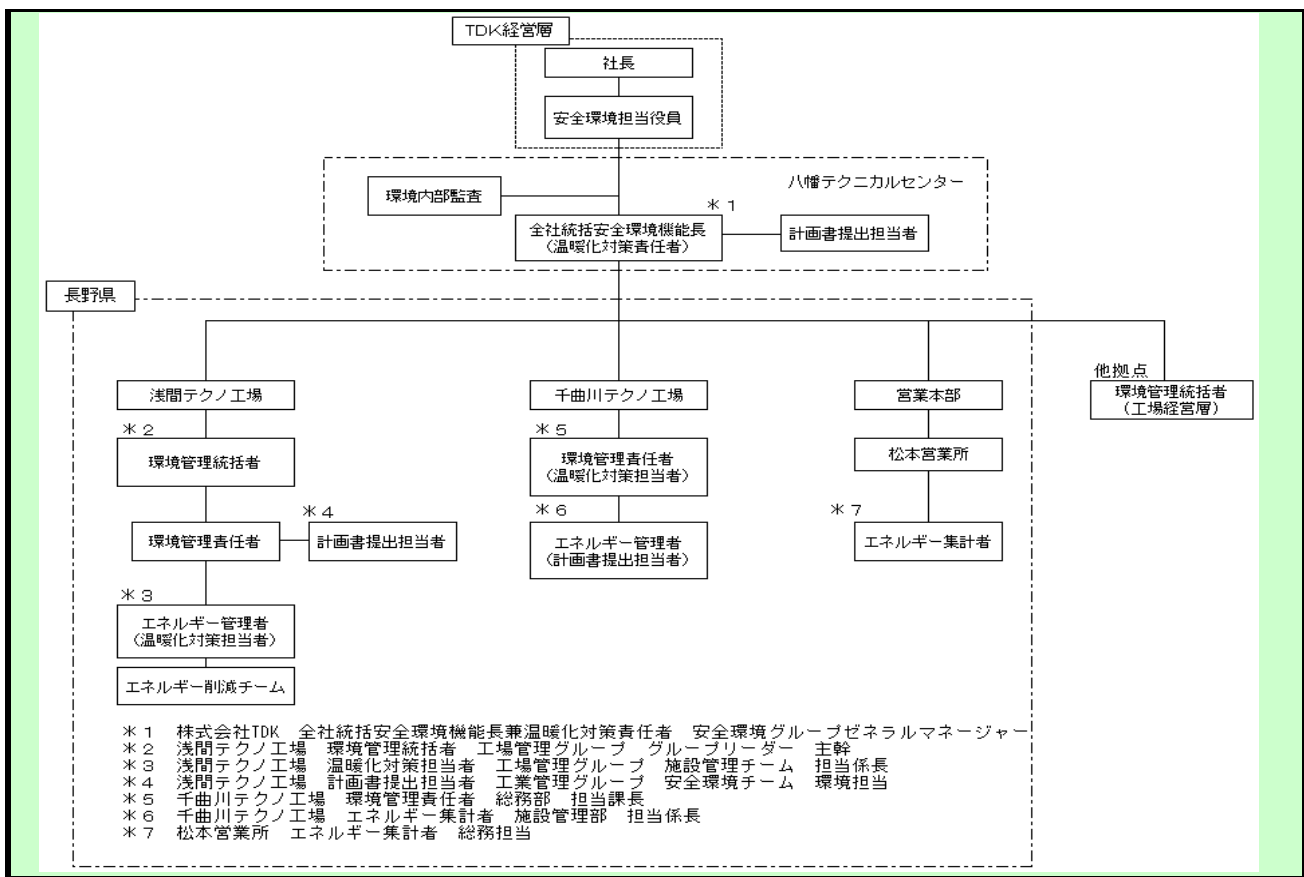 TDK経営層
社長
安全環境担当役員
八幡テクニカルセンター
環境内部監査
＊1
全社統括安全環境機能長
(温暖化対策責任者)
計画書提出担当者
長野県
他拠点
浅間テクノ工場
千曲川テクノ工場
営業本部
環境管理統括者
(工場経営層)
＊2
環境管理統括者
＊5
環境管理責任者
(温暖化対策担当者)
松本営業所
＊4
環境管理責任者
計画書提出担当者
＊6
エネルギー管理者
(計画書提出担当者)
＊7
エネルギー集計者
＊3
エネルギー管理者
(温暖化対策担当者)
エネルギー削減チーム
＊1　株式会社TDK　全社統括安全環境機能長兼温暖化対策責任者　安全環境グループゼネラルマネージャー
＊2　浅間テクノ工場　環境管理統括者　工場管理グループ　グループリーダー　主幹
＊3　浅間テクノ工場　温暖化対策担当者　工場管理グループ　施設管理チーム　担当係長
＊4　浅間テクノ工場　計画書提出担当者　工業管理グループ　安全環境チーム　環境担当
＊5　千曲川テクノ工場　環境管理責任者　総務部　担当課長
＊6　千曲川テクノ工場　エネルギー集計者　施設管理部　担当係長
＊7　松本営業所　エネルギー集計者　総務担当